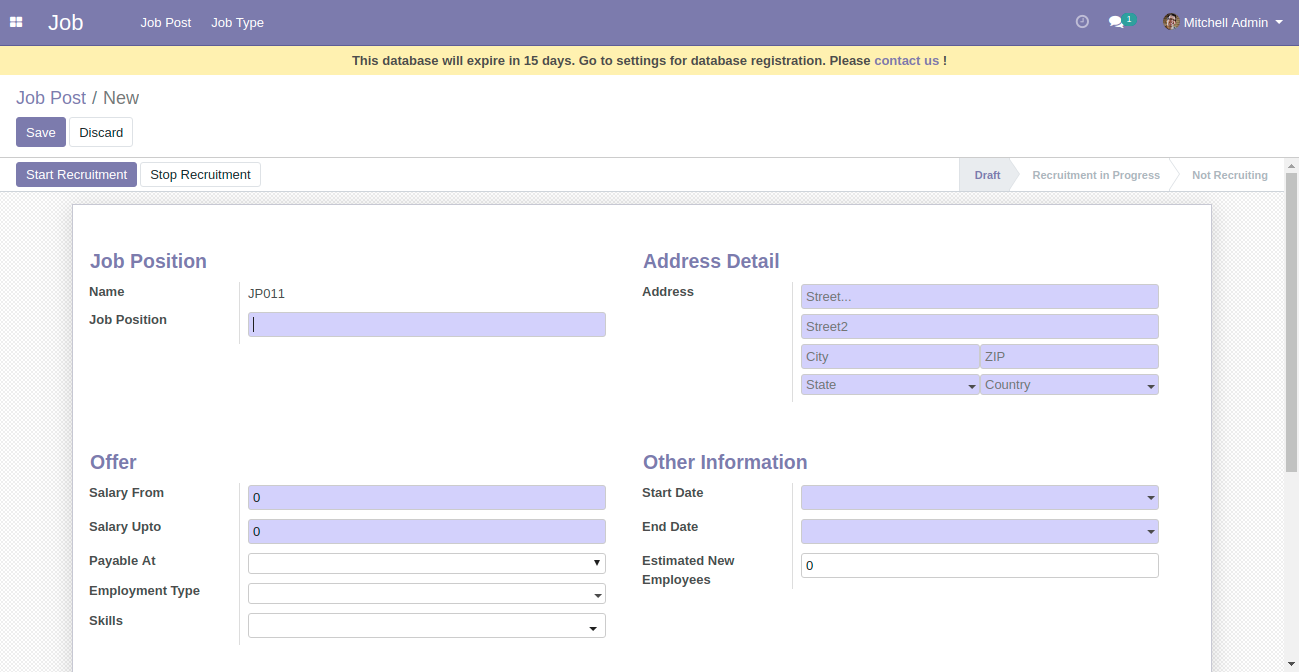 Job Job Post Job Type 1 Mitchell Admin
This database will expire in 15 days. Go to settings for database registration. Please contact us !
Job Post / New
Save Discard
Start Recruitment Stop Recruitment Draft Recruitment in Progress Not Recruiting
Job Position
Name JP011
Job Position
Address Detail
Address Street...
Street2
City ZIP
State Country
Offer
Salary From 0
Salary Upto 0
Payable At
Employment Type
Skills
Other Information
Start Date
End Date
Estimated New 0
Employees